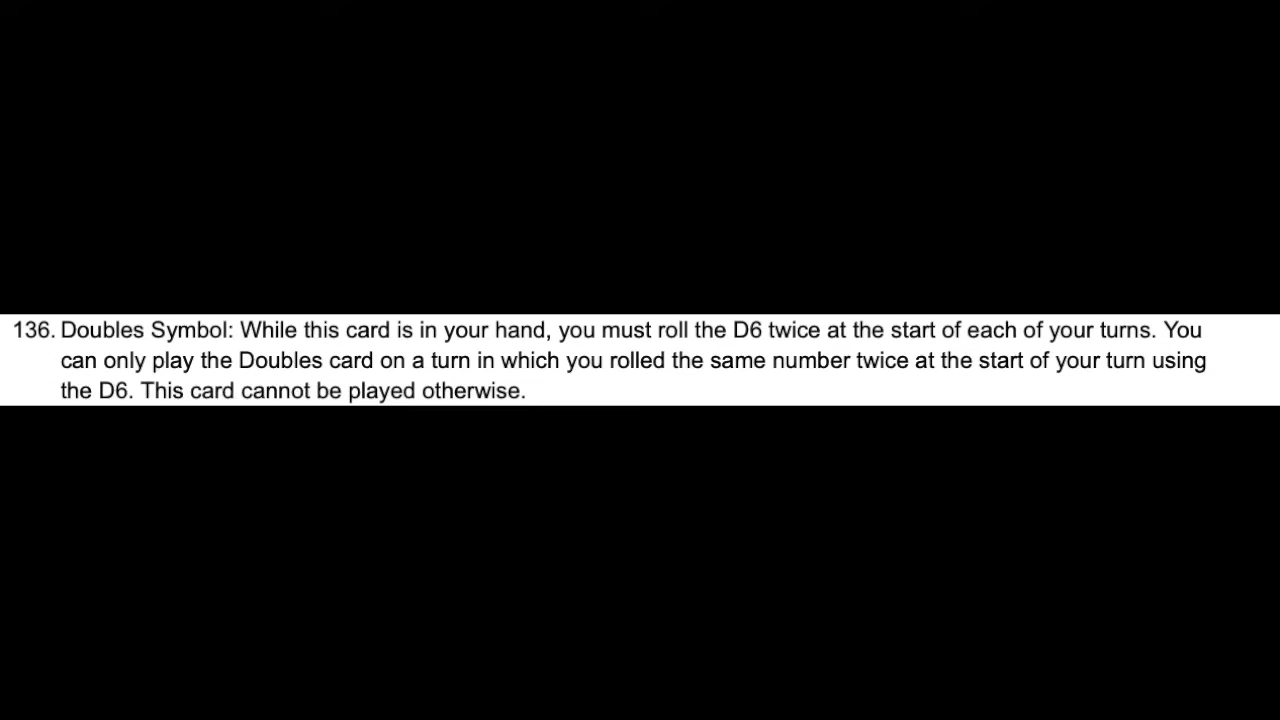 136. Doubles Symbol: While this card is in your hand, you must roll the D6 twice at the start of each of your turns. You
can only play the Doubles card on a turn in which you rolled the same number twice at the start of your turn using
the D6. This card cannot be played otherwise.